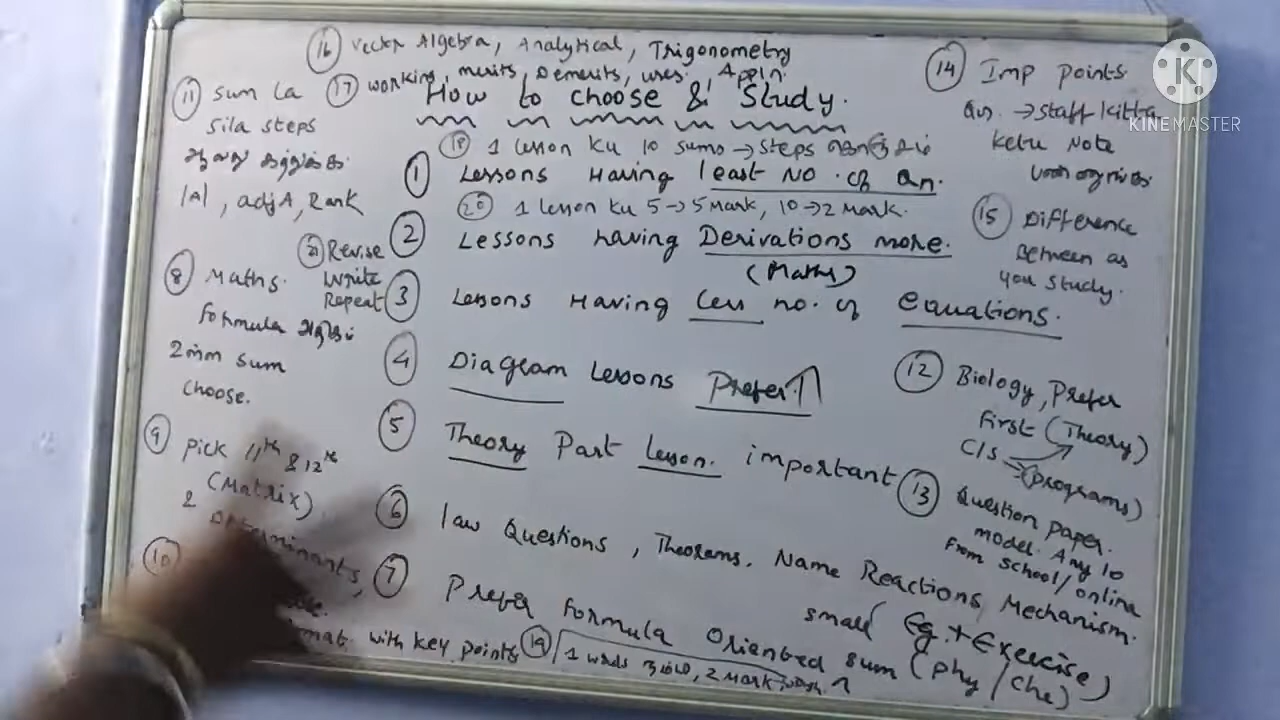 16 Vector Algebra, Analytical, Trigonometry
17 working, merits, Demerits, uses, Appln.
How to choose & Study.
18 1 lesson ku 10 sums → steps
1 Lessons Having least No. of qn.
20 1 lesson ku 5 → 5 Mark, 10 → 2 Mark.
2 Lessons having Derivations more.
(Maths)
3 Lessons Having Less no. of equations.
4 Diagram Lessons Prefer
5 Theory Part Lesson. important
6 law Questions, Theorems, Name Reactions, Mechanism.
7 Prefer formula Oriented sum (Phy/Che)
small (Eg. + Exercise)
11 Sum la
sila steps
|A|, adj A, Rank
21 Revise
Write
Repeat
8 Maths.
formula
2 mm sum
choose.
9 pick 11th & 12th
(Matrix)
& Determinants,
10
with key points
19 1 words, 2 Mark
14 Imp points
qn. → staff kitta
ketu Note
15 Difference
Between as
you study.
12 Biology, Prefer
first (Theory)
C/s → (programs)
13 Question paper.
model. Any 10
from school/online
KINEMASTER